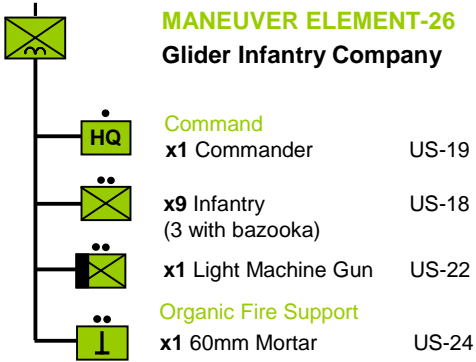 MANEUVER ELEMENT-26
Glider Infantry Company
Command
HQ x1 Commander US-19
x9 Infantry US-18
(3 with bazooka)
x1 Light Machine Gun US-22
Organic Fire Support
x1 60mm Mortar US-24